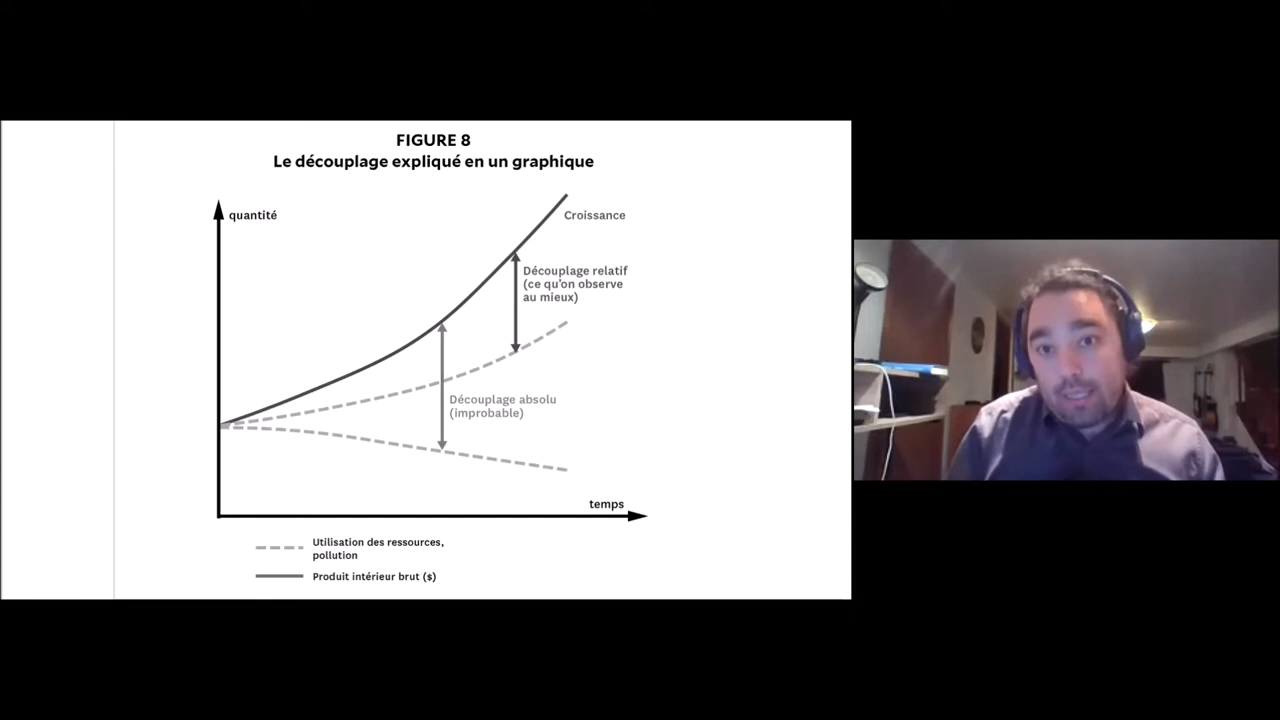 FIGURE 8
Le découplage expliqué en un graphique
quantité
Croissance
Découplage relatif
(ce qu'on observe
au mieux)
Découplage absolu
(improbable)
temps
Utilisation des ressources,
pollution
Produit intérieur brut ($)